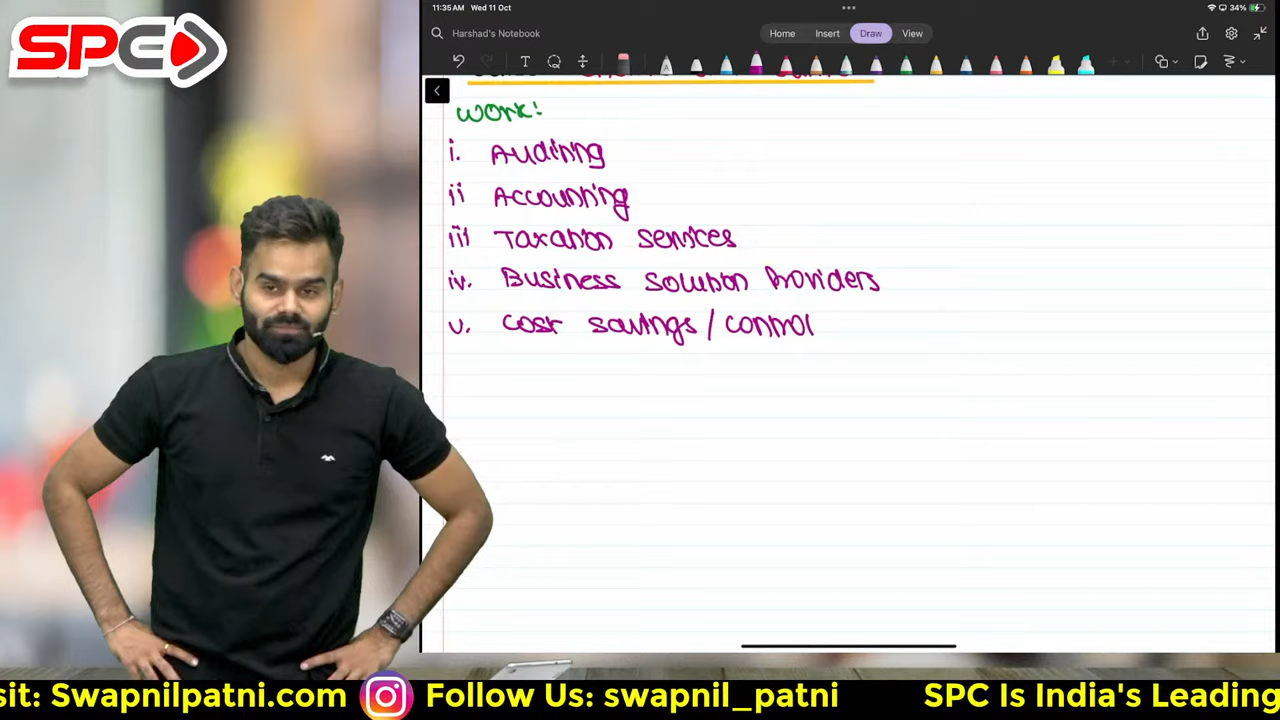 SPC
11:35 AM Wed 11 Oct
34%
Harshad's Notebook
Home Insert Draw View
Work:
i. Auditing
ii Accounting
iii Taxation Services
iv. Business Solution Providers
v. Cost Savings / Control
sit: Swapnilpatni.com Follow Us: swapnil_patni SPC Is India's Leading